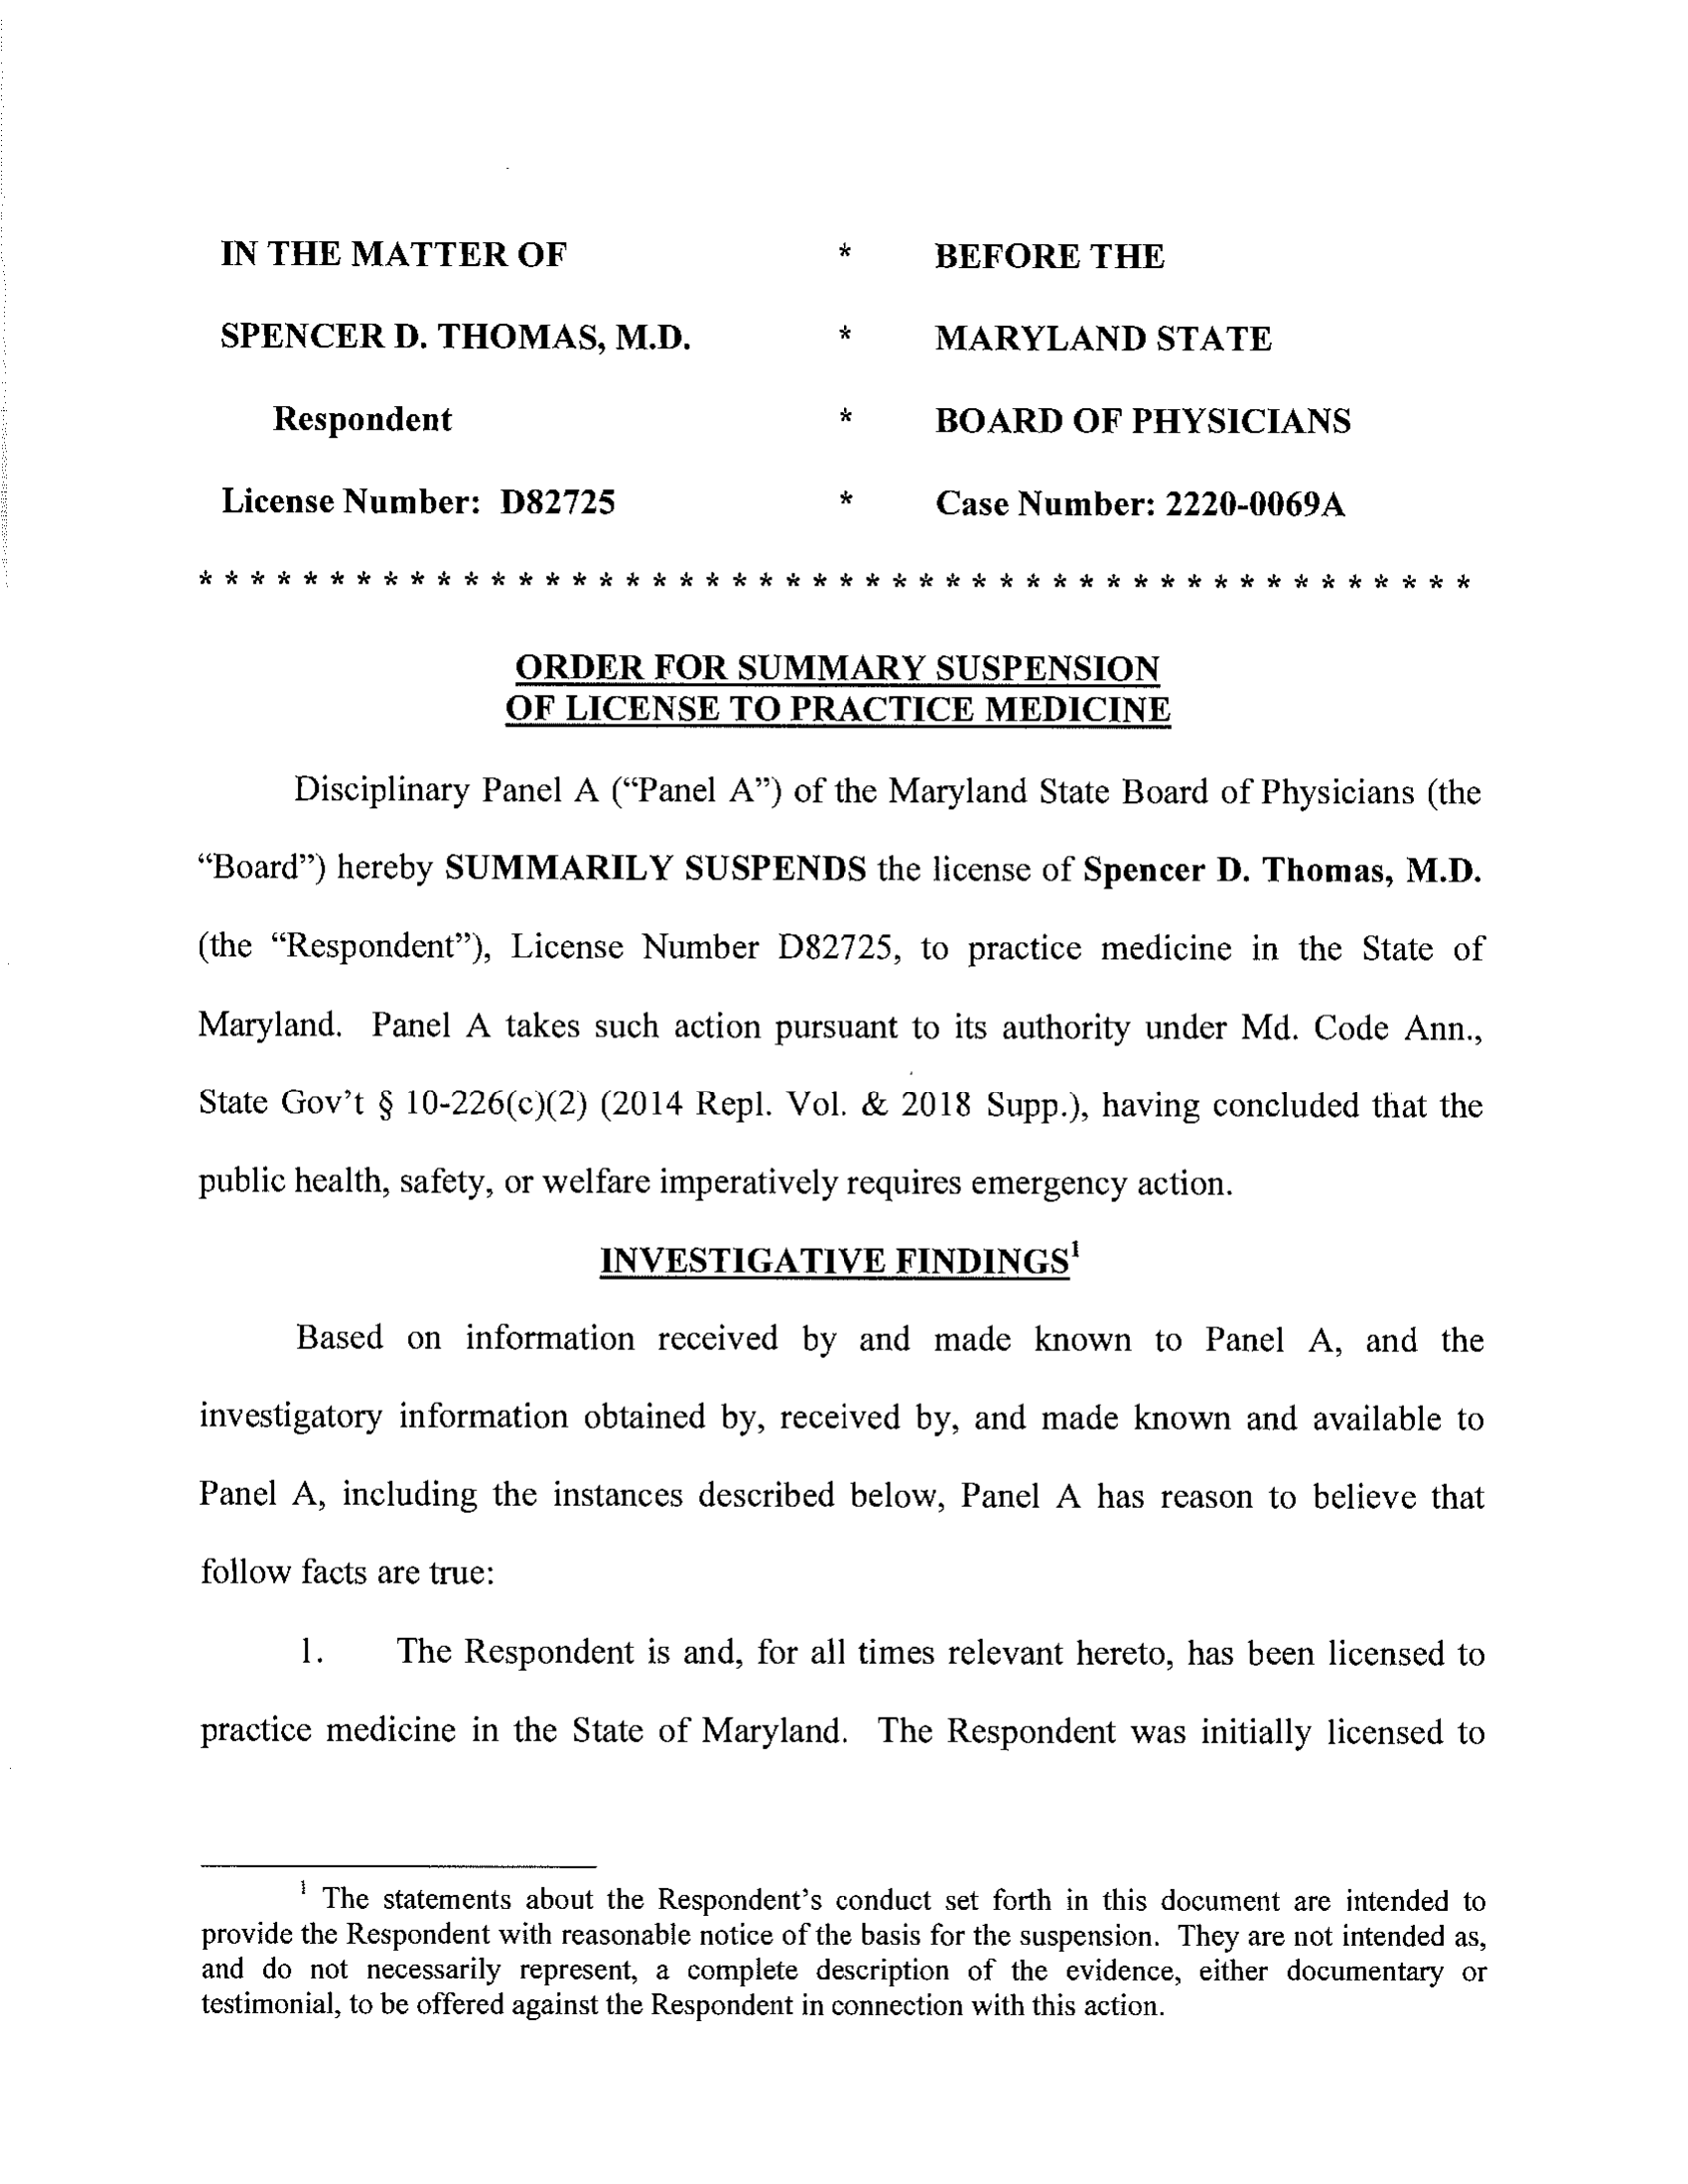 IN THE MATTER OF * BEFORE THE
SPENCER D. THOMAS, M.D. * MARYLAND STATE
Respondent * BOARD OF PHYSICIANS
License Number: D82725 * Case Number: 2220-0069A
* * * * * * * * * * * * * * * * * * * * * * * * * * * * * * * * * * * * * * * * * * * * * * * *
ORDER FOR SUMMARY SUSPENSION
OF LICENSE TO PRACTICE MEDICINE
Disciplinary Panel A (“Panel A”) of the Maryland State Board of Physicians (the
“Board”) hereby SUMMARILY SUSPENDS the license of Spencer D. Thomas, M.D.
(the “Respondent”), License Number D82725, to practice medicine in the State of
Maryland. Panel A takes such action pursuant to its authority under Md. Code Ann.,
State Gov’t § 10-226(c)(2) (2014 Repl. Vol. & 2018 Supp.), having concluded that the
public health, safety, or welfare imperatively requires emergency action.
INVESTIGATIVE FINDINGS¹
Based on information received by and made known to Panel A, and the
investigatory information obtained by, received by, and made known and available to
Panel A, including the instances described below, Panel A has reason to believe that
follow facts are true:
1. The Respondent is and, for all times relevant hereto, has been licensed to
practice medicine in the State of Maryland. The Respondent was initially licensed to
¹ The statements about the Respondent’s conduct set forth in this document are intended to
provide the Respondent with reasonable notice of the basis for the suspension. They are not intended as,
and do not necessarily represent, a complete description of the evidence, either documentary or
testimonial, to be offered against the Respondent in connection with this action.